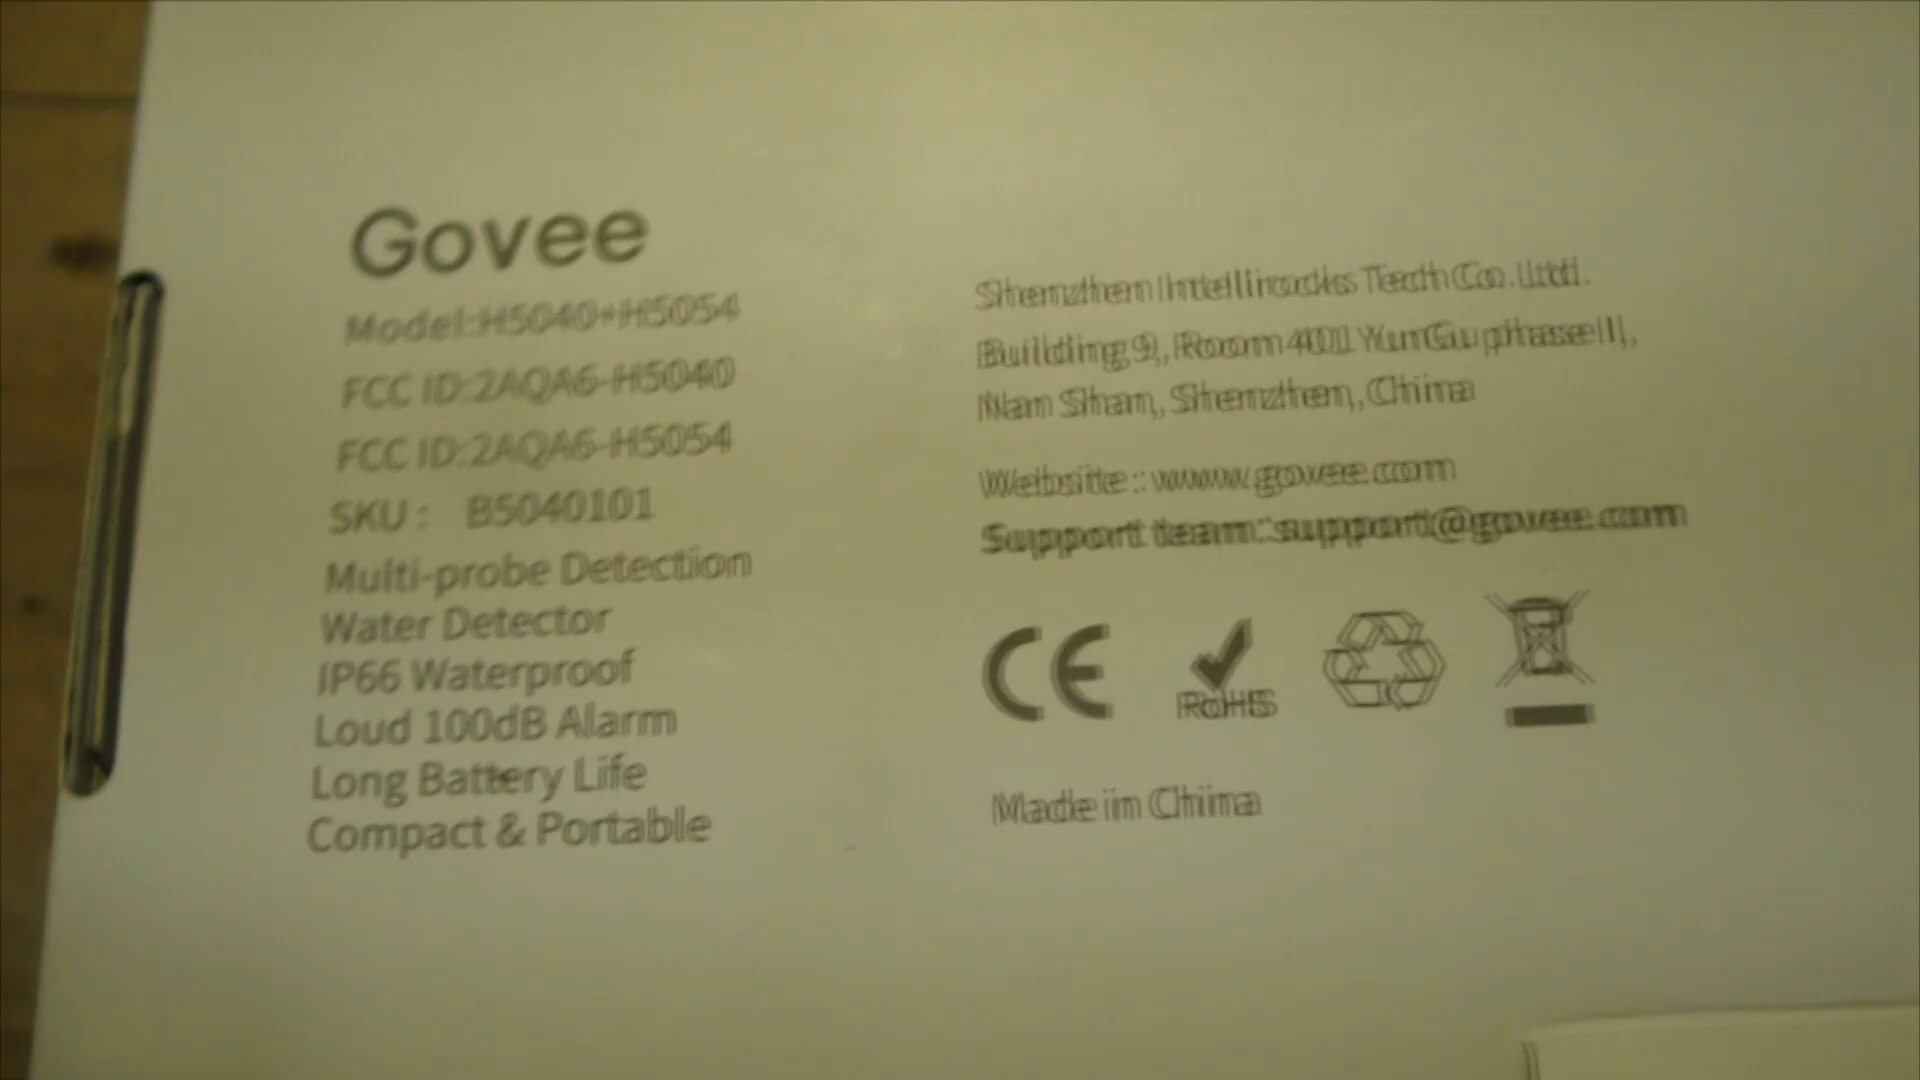 Govee
Model:H5040+H5054
FCC ID:2AQA6-H5040
FCC ID:2AQA6-H5054
SKU : B5040101
Multi-probe Detection
Water Detector
IP66 Waterproof
Loud 100dB Alarm
Long Battery Life
Compact & Portable
Shenzhen Intellirocks Tech Co. Ltd.
Building 9, Room 401 YunGu phase II,
Nan Shan, Shenzhen, China
Website : www.govee.com
Support team: support@govee.com
CE
RoHS
Made in China